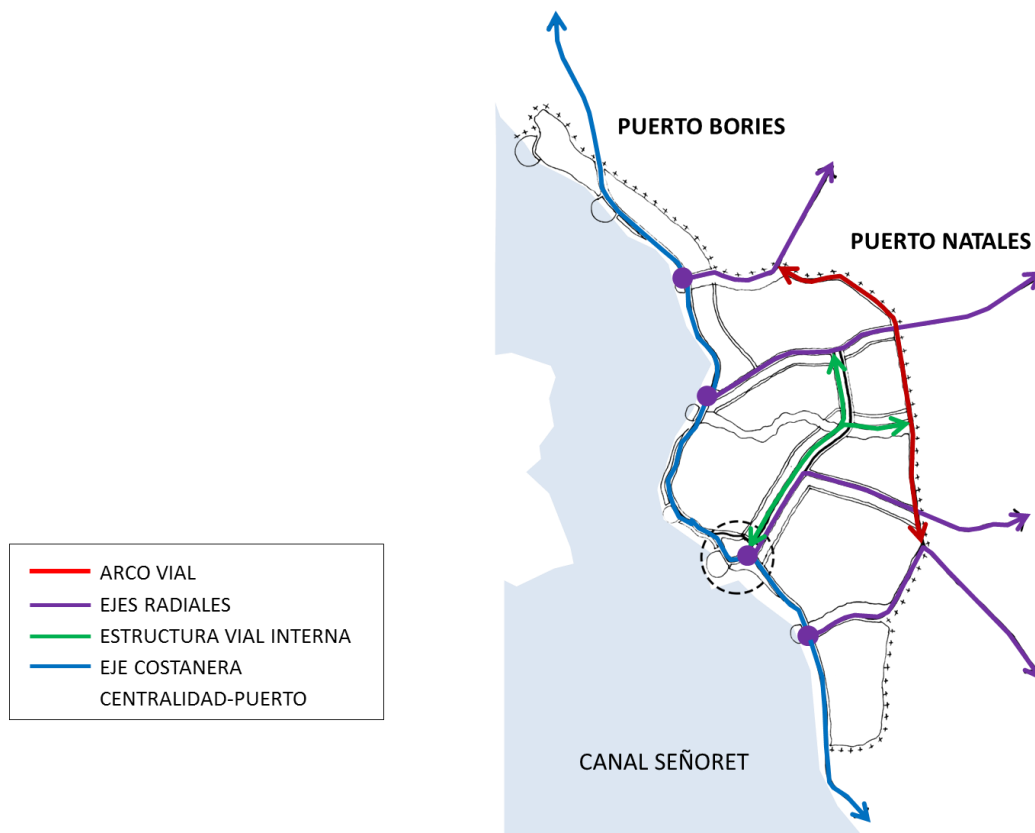 PUERTO BORIES
PUERTO NATALES
ARCO VIAL
EJES RADIALES
ESTRUCTURA VIAL INTERNA
EJE COSTANERA
CENTRALIDAD-PUERTO
CANAL SEÑORET